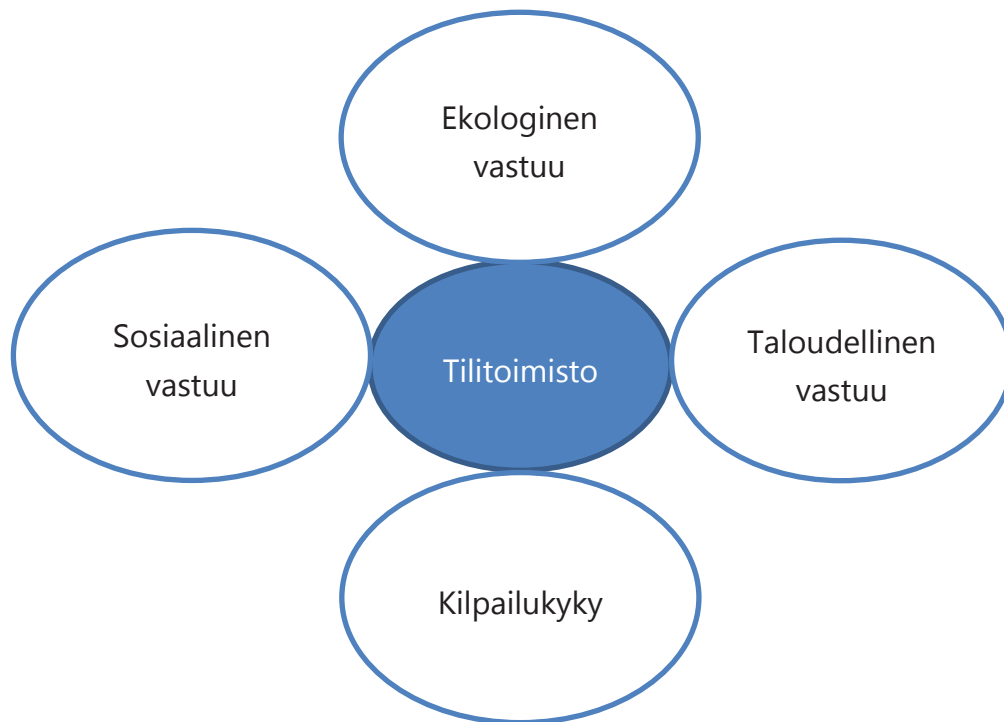 Ekologinen
vastuu
Sosiaalinen
vastuu
Tilitoimisto
Taloudellinen
vastuu
Kilpailukyky